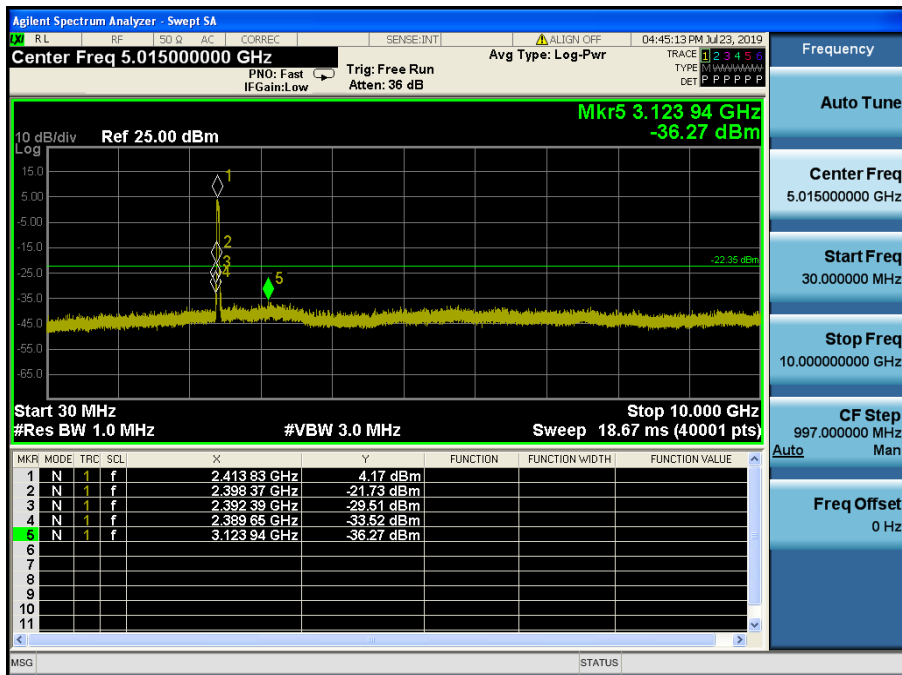 Agilent Spectrum Analyzer - Swept SA
LXI RL RF 50 Ω AC CORREC SENSE:INT ALIGN OFF 04:45:13 PM Jul 23, 2019
Center Freq 5.015000000 GHz
PNO: Fast
IFGain:Low
Trig: Free Run
Atten: 36 dB
Avg Type: Log-Pwr
TRACE 1 2 3 4 5 6
TYPE M WWWWW
DET P P P P P P
Mkr5 3.123 94 GHz
-36.27 dBm
10 dB/div
Log
Ref 25.00 dBm
15.0
5.00
-5.00
-15.0
-25.0
-35.0
-45.0
-55.0
-65.0
1
2
3
4
5
-22.35 dBm
Start 30 MHz
Stop 10.000 GHz
#Res BW 1.0 MHz
#VBW 3.0 MHz
Sweep 18.67 ms (40001 pts)
MKR MODE TRC SCL X Y FUNCTION FUNCTION WIDTH FUNCTION VALUE
1 N 1 f 2.413 83 GHz 4.17 dBm
2 N 1 f 2.398 37 GHz -21.73 dBm
3 N 1 f 2.392 39 GHz -29.51 dBm
4 N 1 f 2.389 65 GHz -33.52 dBm
5 N 1 f 3.123 94 GHz -36.27 dBm
6
7
8
9
10
11
MSG
STATUS
Frequency
Auto Tune
Center Freq
5.015000000 GHz
Start Freq
30.000000 MHz
Stop Freq
10.000000000 GHz
CF Step
997.000000 MHz
Auto Man
Freq Offset
0 Hz